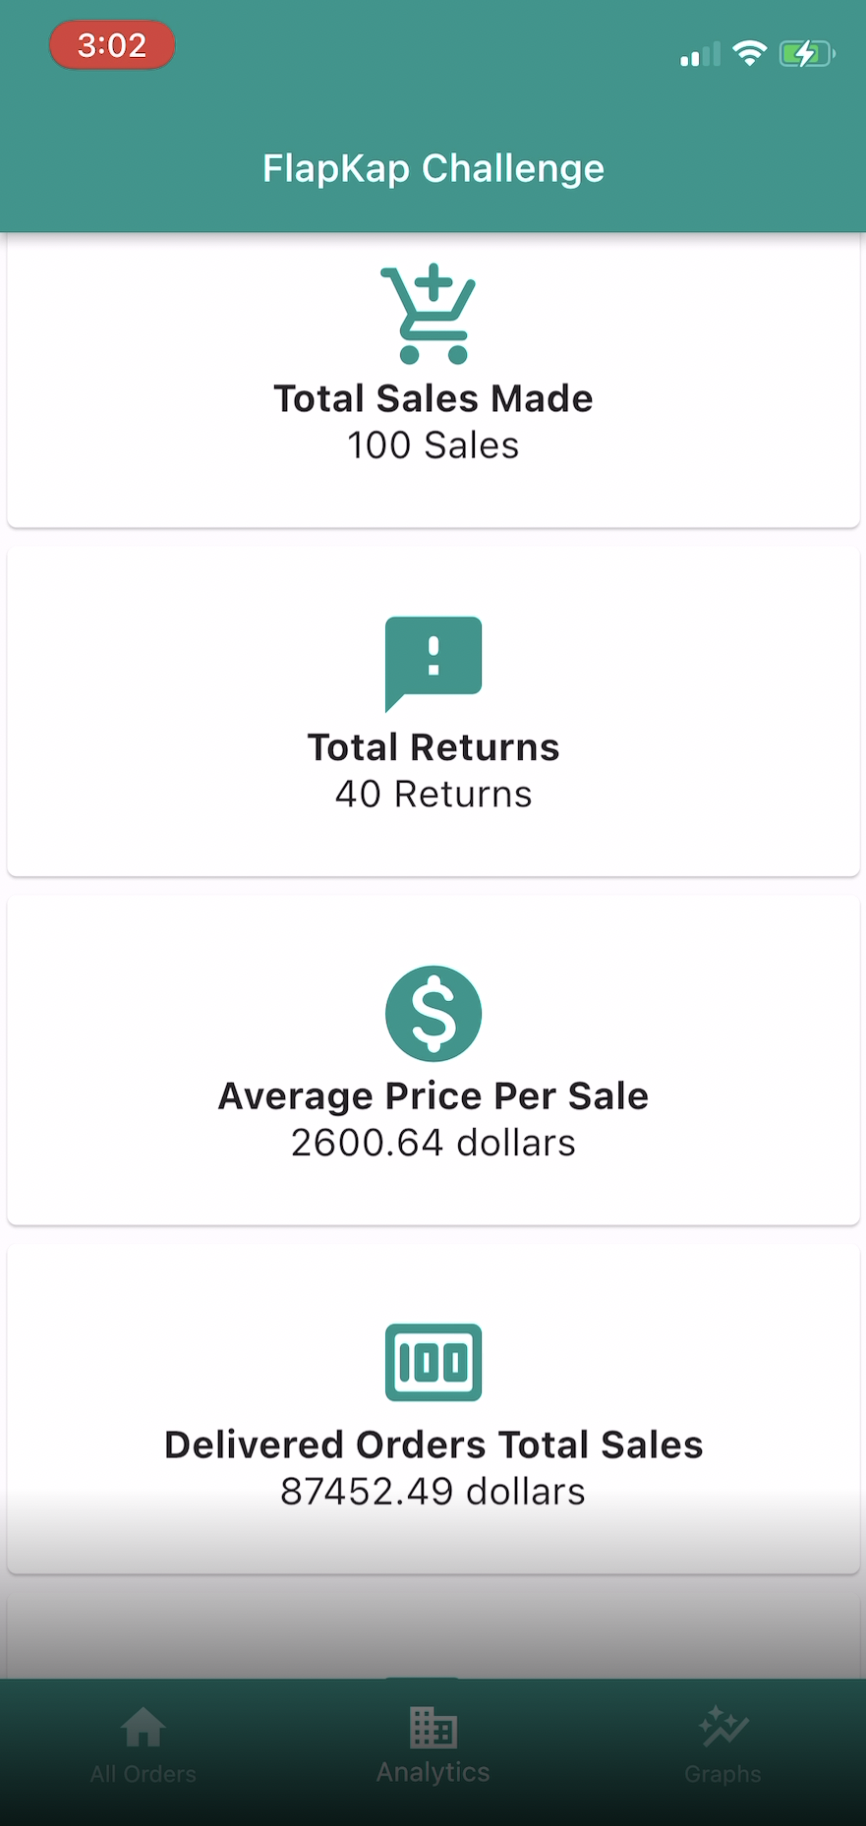 3:02
FlapKap Challenge
Total Sales Made
100 Sales
Total Returns
40 Returns
Average Price Per Sale
2600.64 dollars
100
Delivered Orders Total Sales
87452.49 dollars
All Orders
Analytics
Graphs